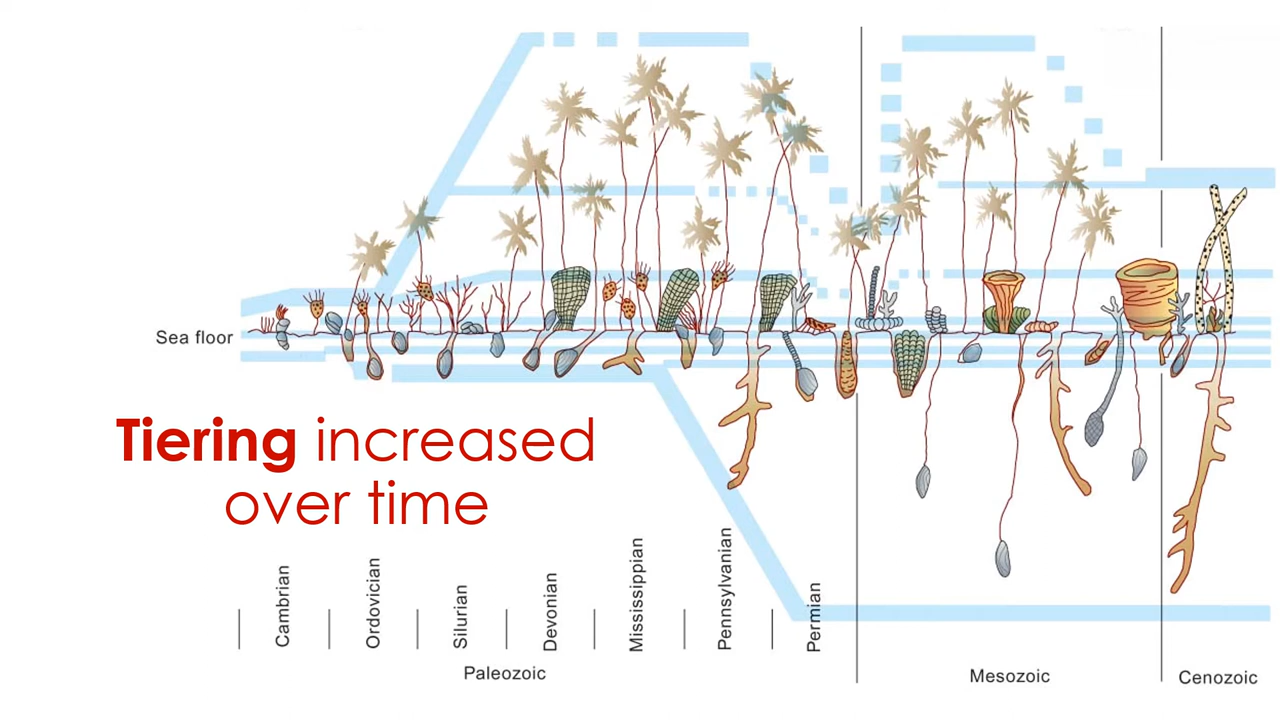 Sea floor
Tiering increased
over time
Cambrian
Ordovician
Silurian
Devonian
Mississippian
Pennsylvanian
Permian
Paleozoic
Mesozoic
Cenozoic